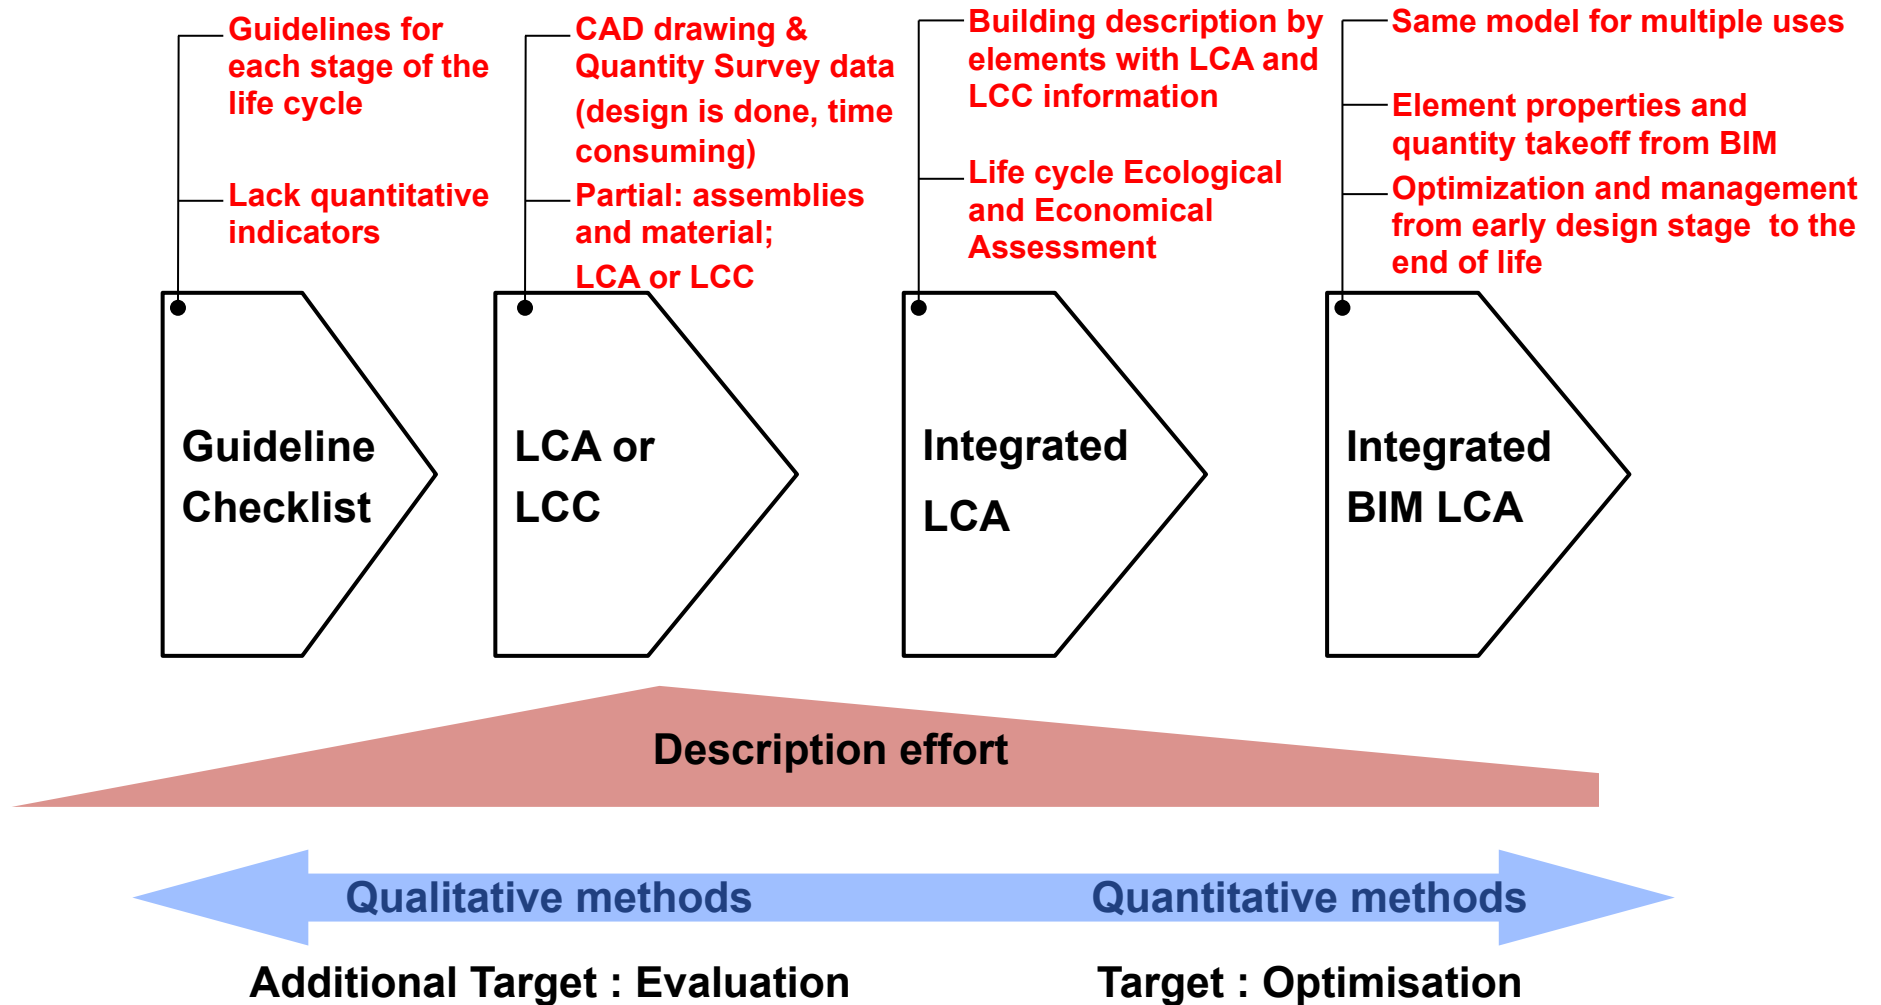 Guidelines for
each stage of the
life cycle
Lack quantitative
indicators
CAD drawing &
Quantity Survey data
(design is done, time
consuming)
Partial: assemblies
and material;
LCA or LCC
Building description by
elements with LCA and
LCC information
Life cycle Ecological
and Economical
Assessment
Same model for multiple uses
Element properties and
quantity takeoff from BIM
Optimization and management
from early design stage  to the
end of life
Guideline
Checklist
LCA or
LCC
Integrated
LCA
Integrated
BIM LCA
Description effort
Qualitative methods
Quantitative methods
Additional Target : Evaluation
Target : Optimisation